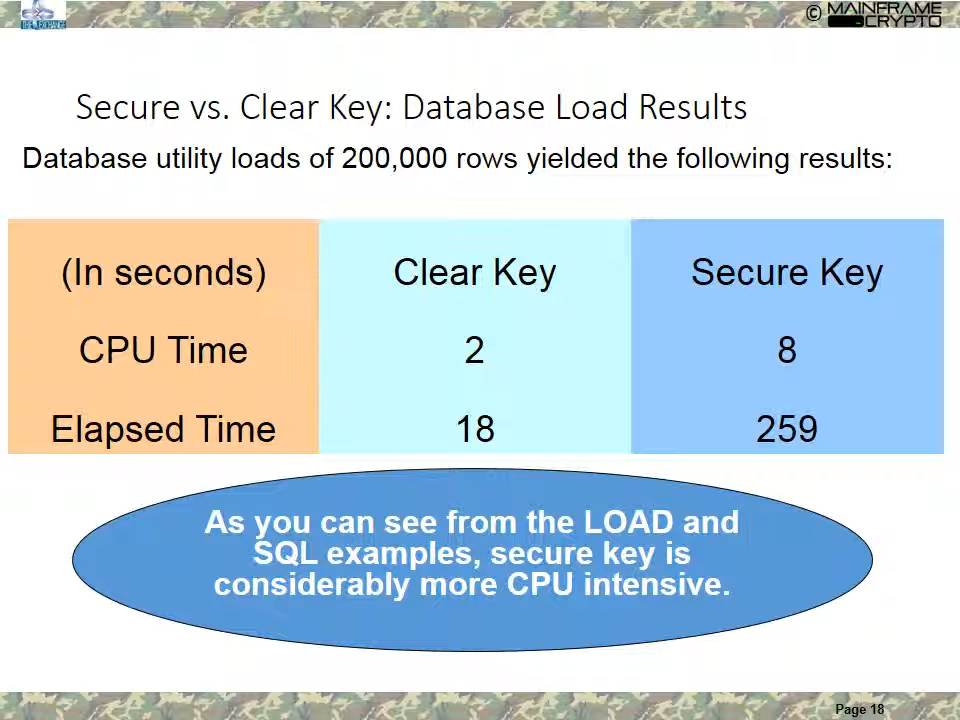 © MAINFRAME
CRYPTO
Secure vs. Clear Key: Database Load Results
Database utility loads of 200,000 rows yielded the following results:
(In seconds) Clear Key Secure Key
CPU Time 2 8
Elapsed Time 18 259
As you can see from the LOAD and
SQL examples, secure key is
considerably more CPU intensive.
Page 18